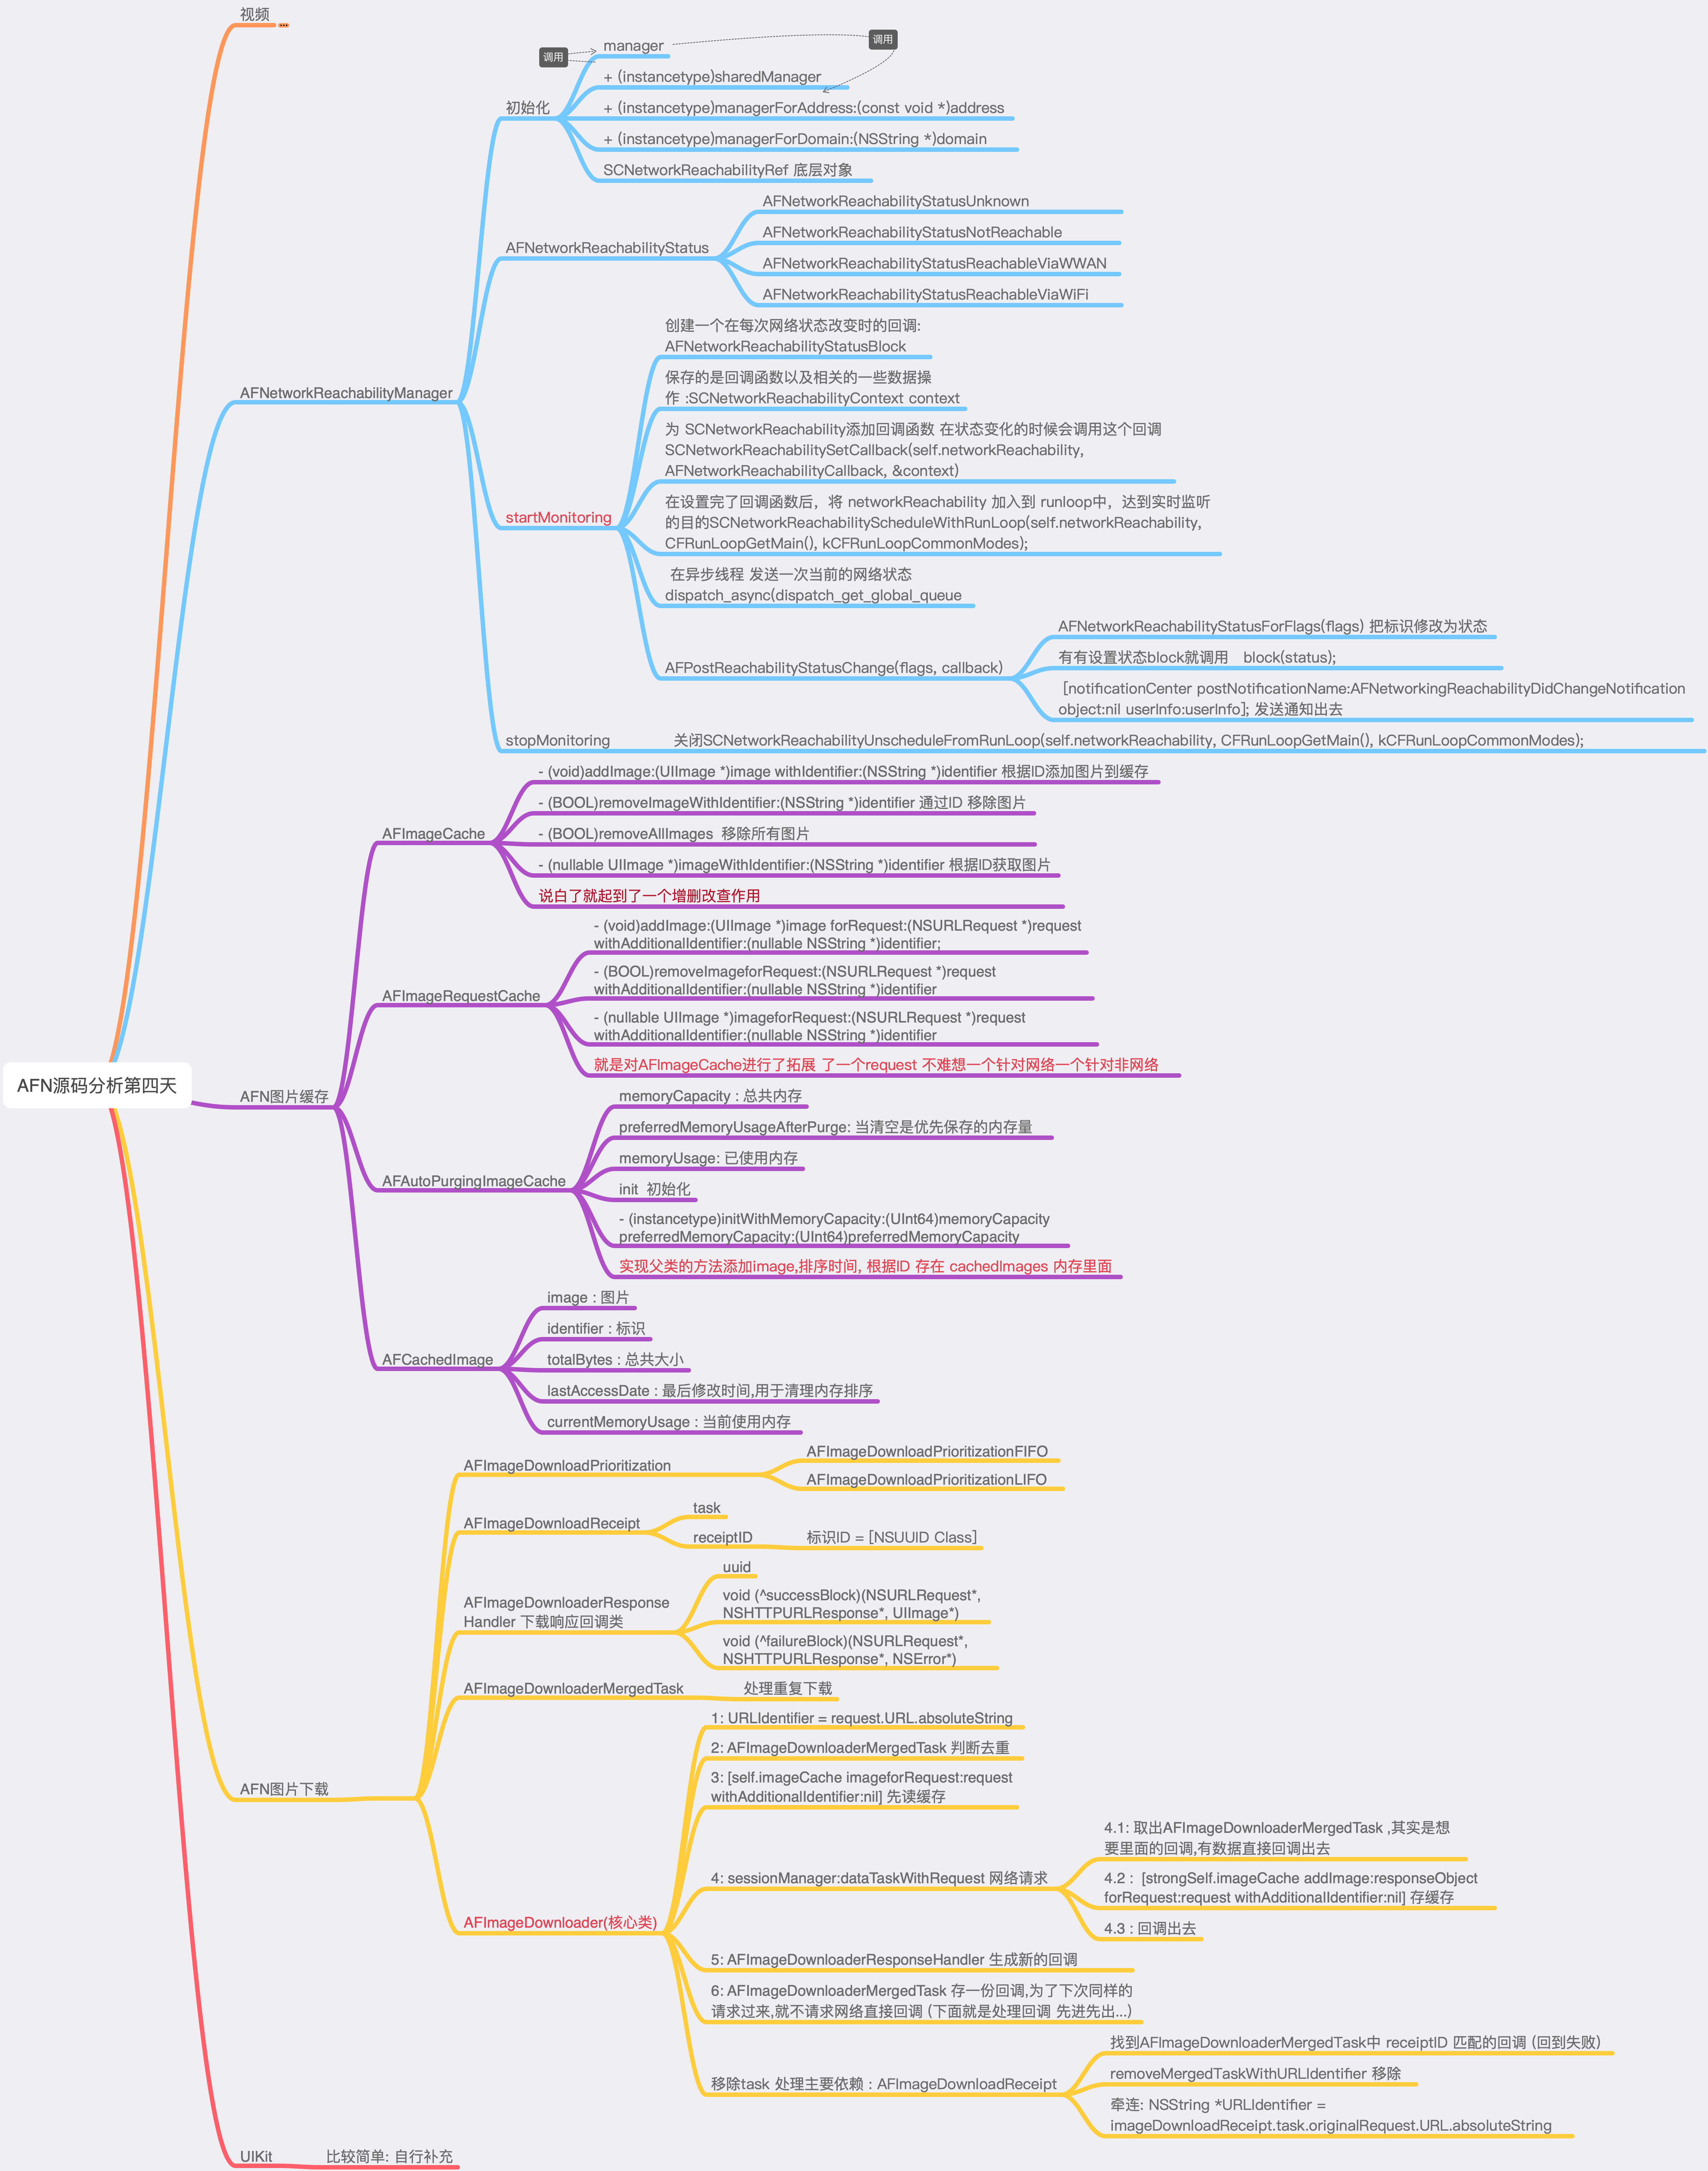 视频
manager
调用
调用
+ (instancetype)sharedManager
初始化
+ (instancetype)managerForAddress:(const void *)address
+ (instancetype)managerForDomain:(NSString *)domain
SCNetworkReachabilityRef 底层对象
AFNetworkReachabilityStatus
AFNetworkReachabilityStatusUnknown
AFNetworkReachabilityStatusNotReachable
AFNetworkReachabilityStatusReachableViaWWAN
AFNetworkReachabilityStatusReachableViaWiFi
AFNetworkReachabilityManager
startMonitoring
创建一个在每次网络状态改变时的回调:
AFNetworkReachabilityStatusBlock
保存的是回调函数以及相关的一些数据操
作 :SCNetworkReachabilityContext context
为 SCNetworkReachability添加回调函数 在状态变化的时候会调用这个回调
SCNetworkReachabilitySetCallback(self.networkReachability,
AFNetworkReachabilityCallback, &context)
在设置完了回调函数后，将 networkReachability 加入到 runloop中，达到实时监听
的目的SCNetworkReachabilityScheduleWithRunLoop(self.networkReachability,
CFRunLoopGetMain(), kCFRunLoopCommonModes);
在异步线程 发送一次当前的网络状态
dispatch_async(dispatch_get_global_queue
AFPostReachabilityStatusChange(flags, callback)
AFNetworkReachabilityStatusForFlags(flags) 把标识修改为状态
有有设置状态block就调用    block(status);
[notificationCenter postNotificationName:AFNetworkingReachabilityDidChangeNotification
object:nil userInfo:userInfo]; 发送通知出去
stopMonitoring
关闭SCNetworkReachabilityUnscheduleFromRunLoop(self.networkReachability, CFRunLoopGetMain(), kCFRunLoopCommonModes);
AFN源码分析第四天
AFN图片缓存
AFImageCache
- (void)addImage:(UIImage *)image withIdentifier:(NSString *)identifier 根据ID添加图片到缓存
- (BOOL)removeImageWithIdentifier:(NSString *)identifier 通过ID 移除图片
- (BOOL)removeAllImages  移除所有图片
- (nullable UIImage *)imageWithIdentifier:(NSString *)identifier 根据ID获取图片
说白了就起到了一个增删改查作用
AFImageRequestCache
- (void)addImage:(UIImage *)image forRequest:(NSURLRequest *)request
withAdditionalIdentifier:(nullable NSString *)identifier;
- (BOOL)removeImageforRequest:(NSURLRequest *)request
withAdditionalIdentifier:(nullable NSString *)identifier
- (nullable UIImage *)imageforRequest:(NSURLRequest *)request
withAdditionalIdentifier:(nullable NSString *)identifier
就是对AFImageCache进行了拓展 了一个request 不难想一个针对网络一个针对非网络
AFAutoPurgingImageCache
memoryCapacity : 总共内存
preferredMemoryUsageAfterPurge: 当清空是优先保存的内存量
memoryUsage: 已使用内存
init  初始化
- (instancetype)initWithMemoryCapacity:(UInt64)memoryCapacity
preferredMemoryCapacity:(UInt64)preferredMemoryCapacity
实现父类的方法添加image,排序时间, 根据ID 存在 cachedImages 内存里面
AFCachedImage
image : 图片
identifier : 标识
totalBytes : 总共大小
lastAccessDate : 最后修改时间,用于清理内存排序
currentMemoryUsage : 当前使用内存
AFN图片下载
AFImageDownloadPrioritization
AFImageDownloadPrioritizationFIFO
AFImageDownloadPrioritizationLIFO
AFImageDownloadReceipt
task
receiptID
标识ID = [NSUUID Class]
AFImageDownloaderResponse
Handler 下载响应回调类
uuid
void (^successBlock)(NSURLRequest*,
NSHTTPURLResponse*, UIImage*)
void (^failureBlock)(NSURLRequest*,
NSHTTPURLResponse*, NSError*)
AFImageDownloaderMergedTask
处理重复下载
AFImageDownloader(核心类)
1: URLIdentifier = request.URL.absoluteString
2: AFImageDownloaderMergedTask 判断去重
3: [self.imageCache imageforRequest:request
withAdditionalIdentifier:nil] 先读缓存
4: sessionManager:dataTaskWithRequest 网络请求
4.1: 取出AFImageDownloaderMergedTask ,其实是想
要里面的回调,有数据直接回调出去
4.2 :  [strongSelf.imageCache addImage:responseObject
forRequest:request withAdditionalIdentifier:nil] 存缓存
4.3 : 回调出去
5: AFImageDownloaderResponseHandler 生成新的回调
6: AFImageDownloaderMergedTask 存一份回调,为了下次同样的
请求过来,就不请求网络直接回调 (下面就是处理回调 先进先出...)
移除task 处理主要依赖 : AFImageDownloadReceipt
找到AFImageDownloaderMergedTask中 receiptID 匹配的回调 (回到失败)
removeMergedTaskWithURLIdentifier 移除
牵连: NSString *URLIdentifier =
imageDownloadReceipt.task.originalRequest.URL.absoluteString
UIKit
比较简单: 自行补充